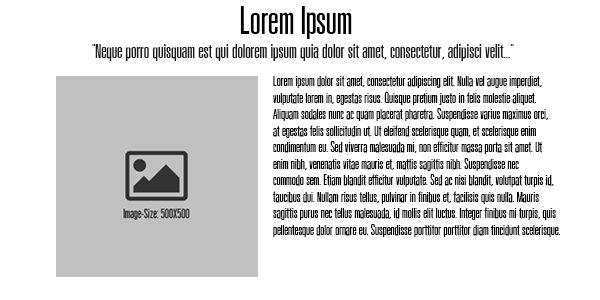 Lorem Ipsum
"Neque porro quisquam est qui dolorem ipsum quia dolor sit amet, consectetur, adipisci velit..."
Lorem ipsum dolor sit amet, consectetur adipiscing elit. Nulla vel augue imperdiet,
vulputate lorem in, egestas risus. Quisque pretium justo in felis molestie aliquet.
Aliquam sodales nunc ac quam placerat pharetra. Suspendisse varius maximus orci,
at egestas felis sollicitudin ut. Ut eleifend scelerisque quam, et scelerisque enim
condimentum eu. Sed viverra malesuada mi, non efficitur massa porta sit amet. Ut
enim nibh, venenatis vitae mauris et, mattis sagittis nibh. Suspendisse nec
commodo sem. Etiam blandit efficitur vulputate. Sed ac nisi blandit, volutpat turpis id,
faucibus dui. Nullam risus tellus, pulvinar in finibus et, facilisis quis nulla. Mauris
sagittis purus nec tellus malesuada, id mollis elit luctus. Integer finibus mi turpis, quis
pellentesque dolor ornare eu. Suspendisse porttitor porttitor diam tincidunt scelerisque.
Image-Size: 500X500